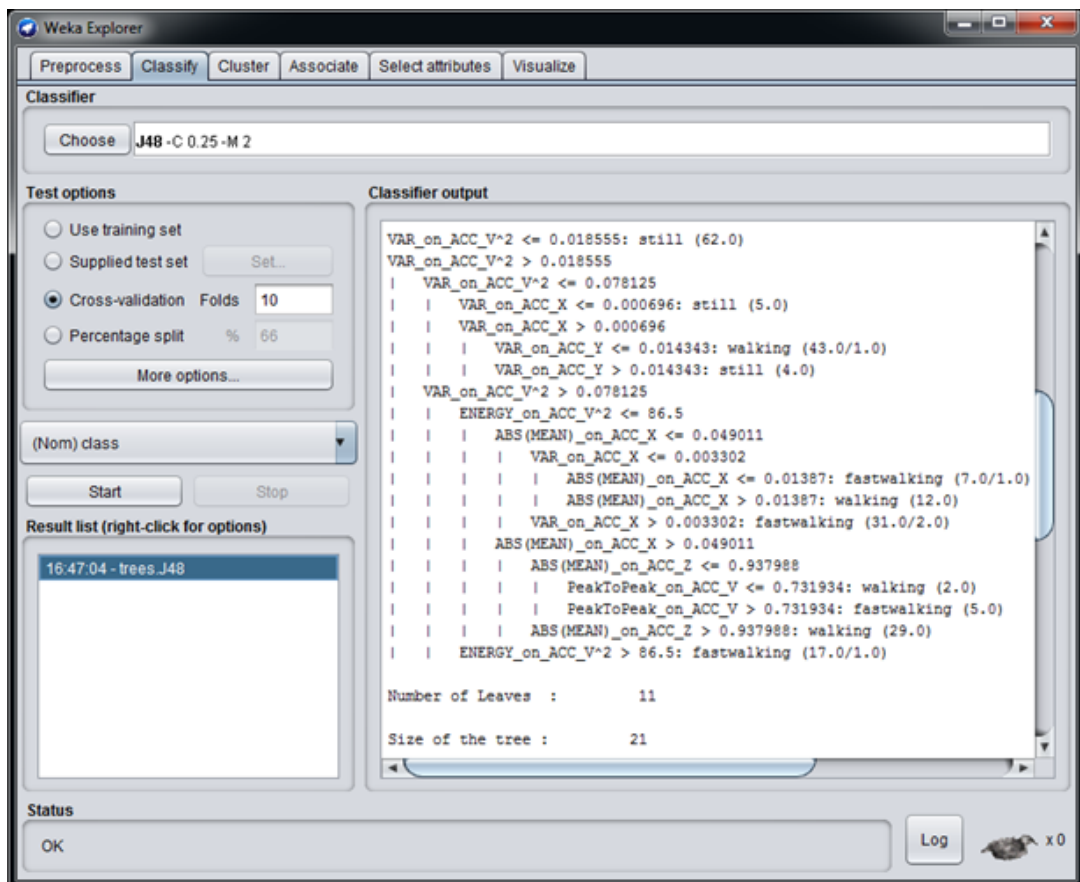 Weka Explorer
Preprocess Classify Cluster Associate Select attributes Visualize
Classifier
Choose J48 -C 0.25 -M 2
Test options
Use training set
Supplied test set Set...
Cross-validation Folds 10
Percentage split % 66
More options...
(Nom) class
Start Stop
Result list (right-click for options)
16:47:04 - trees.J48
Classifier output
VAR_on_ACC_V^2 <= 0.018555: still (62.0)
VAR_on_ACC_V^2 > 0.018555
|   VAR_on_ACC_V^2 <= 0.078125
|   |   VAR_on_ACC_X <= 0.000696: still (5.0)
|   |   VAR_on_ACC_X > 0.000696
|   |   |   VAR_on_ACC_Y <= 0.014343: walking (43.0/1.0)
|   |   |   VAR_on_ACC_Y > 0.014343: still (4.0)
|   VAR_on_ACC_V^2 > 0.078125
|   |   ENERGY_on_ACC_V^2 <= 86.5
|   |   |   ABS(MEAN)_on_ACC_X <= 0.049011
|   |   |   |   VAR_on_ACC_X <= 0.003302
|   |   |   |   |   ABS(MEAN)_on_ACC_X <= 0.01387: fastwalking (7.0/1.0)
|   |   |   |   |   ABS(MEAN)_on_ACC_X > 0.01387: walking (12.0)
|   |   |   |   VAR_on_ACC_X > 0.003302: fastwalking (31.0/2.0)
|   |   |   ABS(MEAN)_on_ACC_X > 0.049011
|   |   |   |   ABS(MEAN)_on_ACC_Z <= 0.937988
|   |   |   |   |   PeakToPeak_on_ACC_V <= 0.731934: walking (2.0)
|   |   |   |   |   PeakToPeak_on_ACC_V > 0.731934: fastwalking (5.0)
|   |   |   |   ABS(MEAN)_on_ACC_Z > 0.937988: walking (29.0)
|   |   ENERGY_on_ACC_V^2 > 86.5: fastwalking (17.0/1.0)
Number of Leaves : 11
Size of the tree : 21
Status
OK
Log x 0